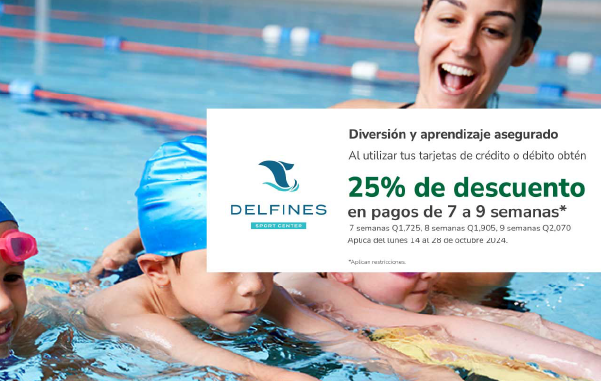 Diversión y aprendizaje asegurado
Al utilizar tus tarjetas de crédito o débito obtén
25% de descuento
en pagos de 7 a 9 semanas*
7 semanas Q1,725, 8 semanas Q1,905, 9 semanas Q2,070
Aplica del lunes 14 al 28 de octubre 2024.
*Aplican restricciones.
DELFINES
SPORT CENTER